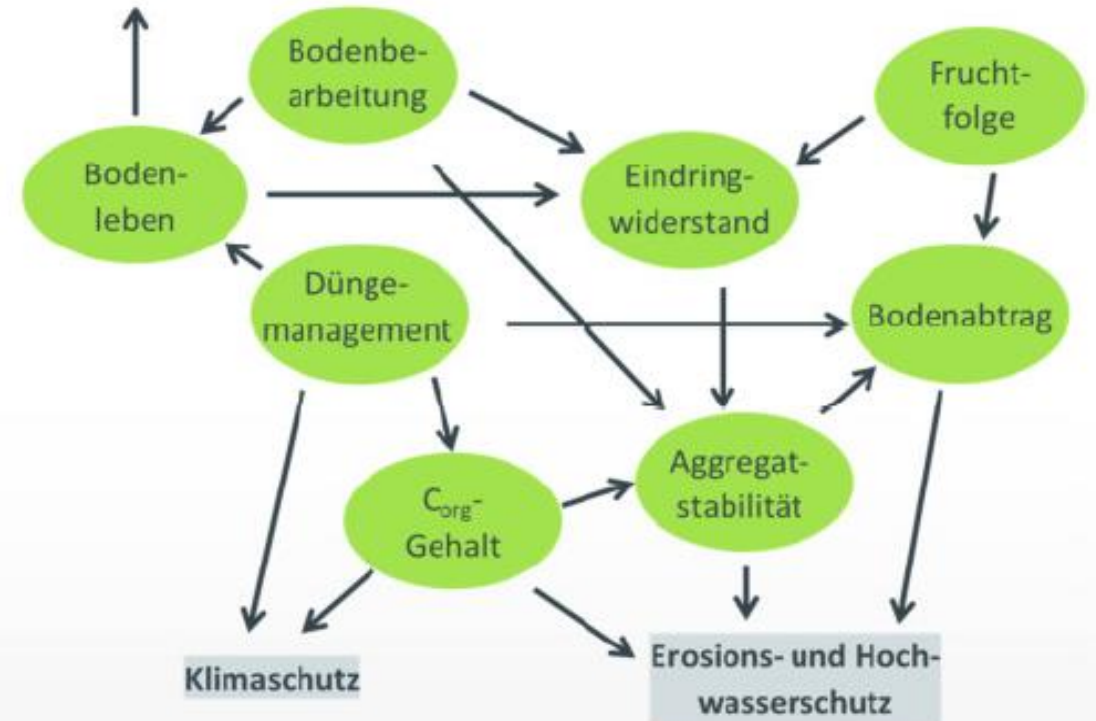 Bodenbe-
arbeitung
Frucht-
folge
Boden-
leben
Eindring-
widerstand
Dünge-
management
Bodenabtrag
Aggregat-
stabilität
Corg-
Gehalt
Klimaschutz
Erosions- und Hoch-
wasserschutz